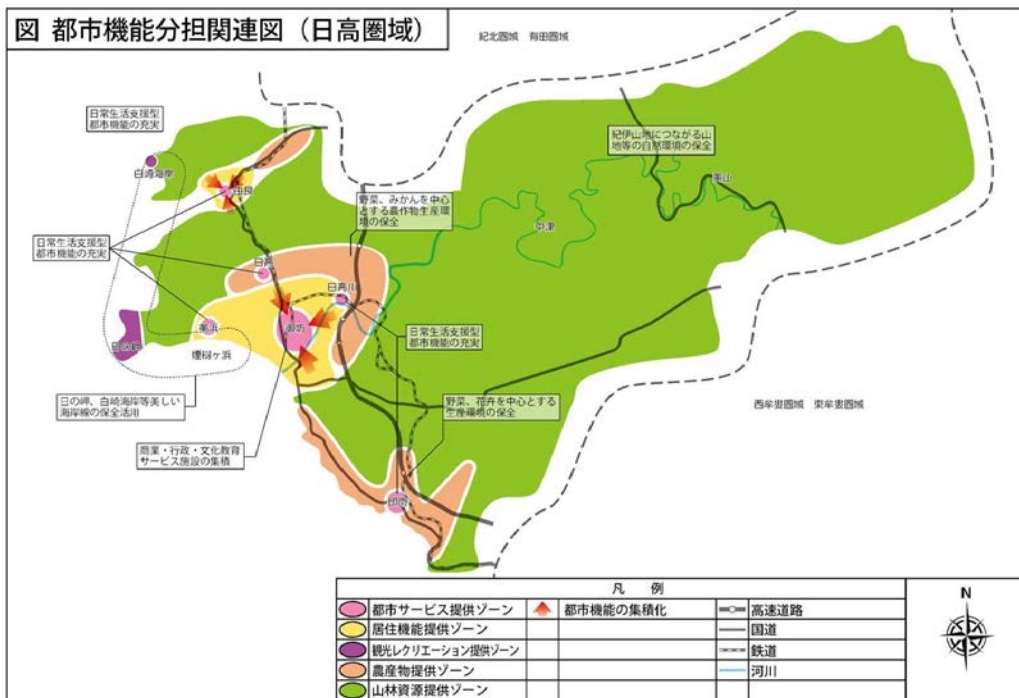 図 都市機能分担関連図（日高圏域）
紀北圏域 有田圏域
日常生活支援型
都市機能の充実
白崎海岸
由良
紀伊山地につながる山
地等の自然環境の保全
美山
中津
野菜、みかんを中心
とする農作物生産環
境の保全
日常生活支援型
都市機能の充実
日高
日高川
美浜
御坊
日の岬
煙樹ヶ浜
日常生活支援型
都市機能の充実
日の岬、白崎海岸等美しい
海岸線の保全活用
野菜、花卉を中心とする
生産環境の保全
西牟婁圏域 東牟婁圏域
商業・行政・文化教育
サービス施設の集積
印南
凡 例
都市サービス提供ゾーン 都市機能の集積化 高速道路
居住機能提供ゾーン 国道
観光レクリエーション提供ゾーン 鉄道
農産物提供ゾーン 河川
山林資源提供ゾーン
N